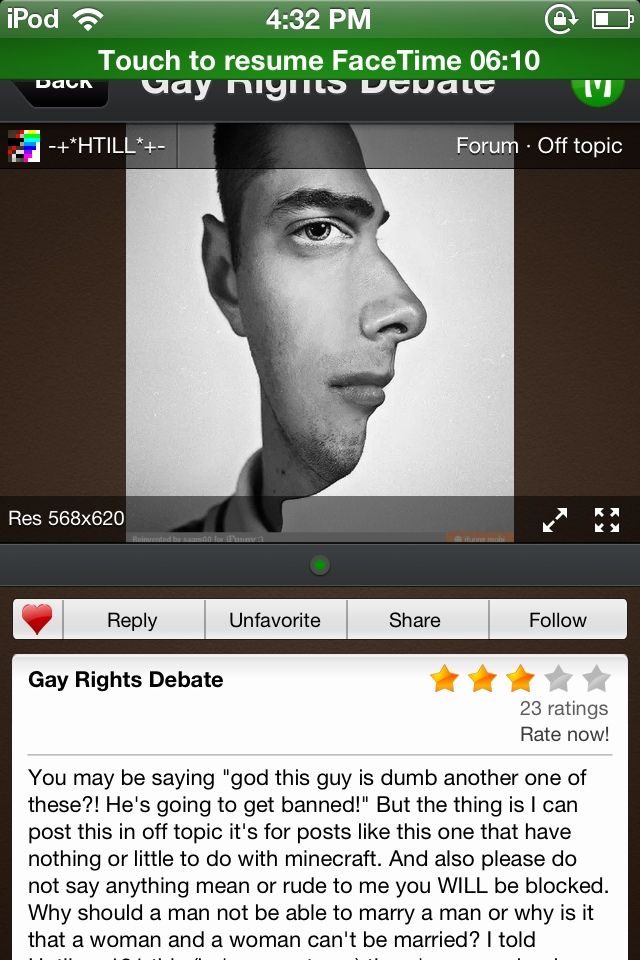 iPod 4:32 PM
Touch to resume FaceTime 06:10
Back Gay Rights Debate
-+*HTILL*+- Forum · Off topic
Res 568x620
Reply Unfavorite Share Follow
Gay Rights Debate
23 ratings
Rate now!
You may be saying "god this guy is dumb another one of
these?! He's going to get banned!" But the thing is I can
post this in off topic it's for posts like this one that have
nothing or little to do with minecraft. And also please do
not say anything mean or rude to me you WILL be blocked.
Why should a man not be able to marry a man or why is it
that a woman and a woman can't be married? I told